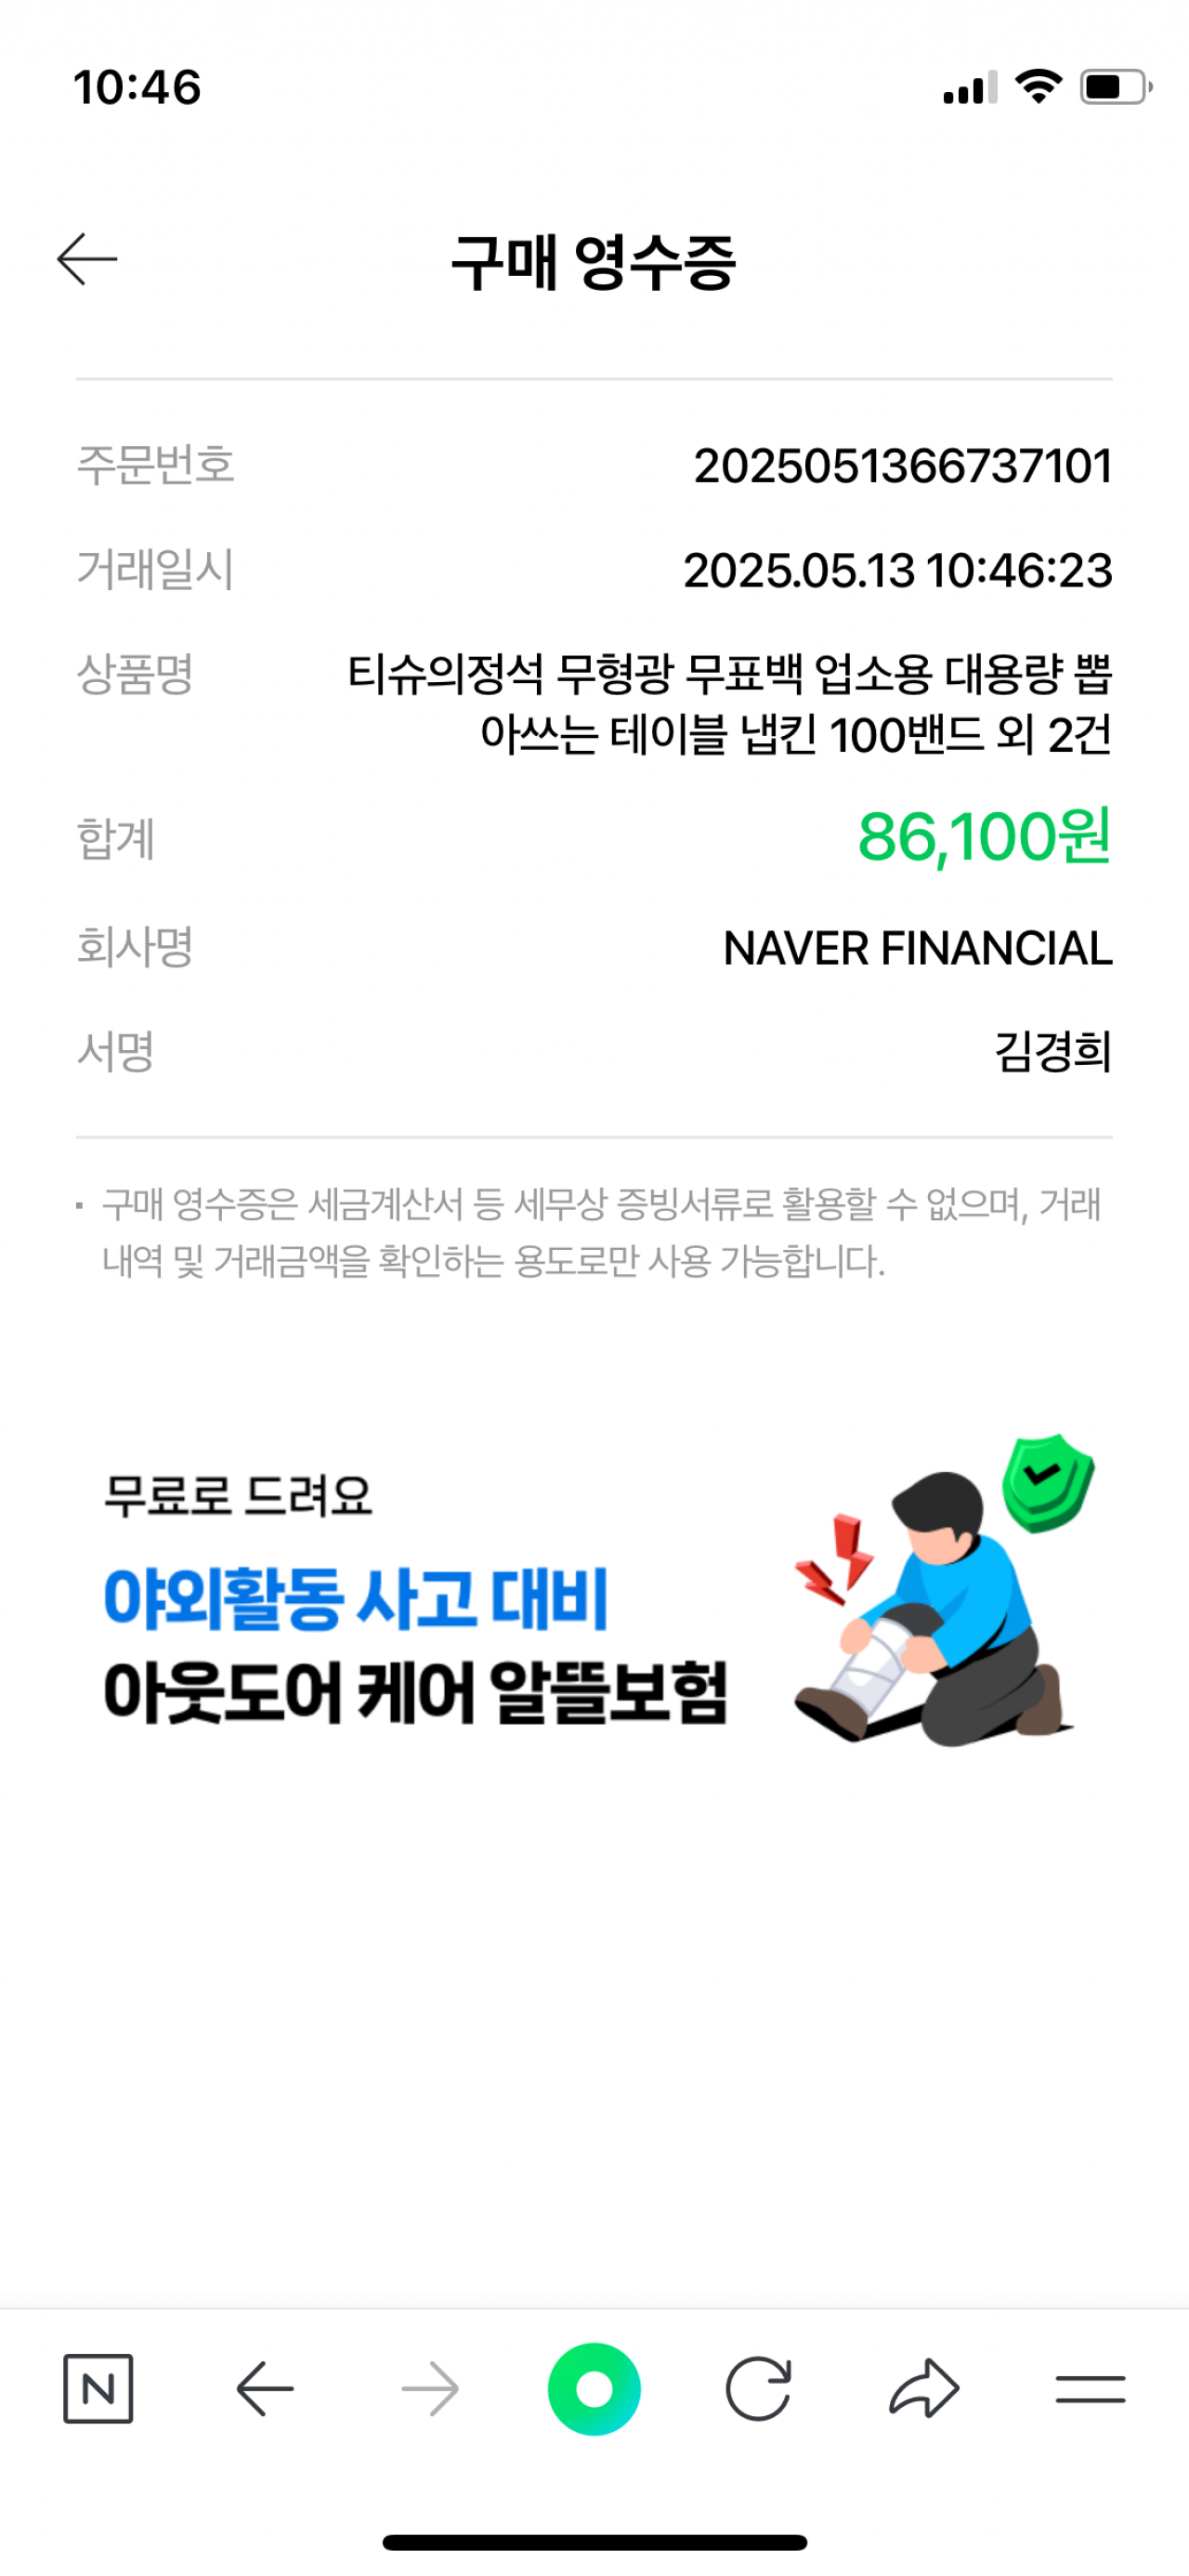 10:46
구매 영수증
주문번호 2025051366737101
거래일시 2025.05.13 10:46:23
상품명 티슈의정석 무형광 무표백 업소용 대용량 뽑
아쓰는 테이블 냅킨 100밴드 외 2건
합계 86,100원
회사명 NAVER FINANCIAL
서명 김경희
· 구매 영수증은 세금계산서 등 세무상 증빙서류로 활용할 수 없으며, 거래
내역 및 거래금액을 확인하는 용도로만 사용 가능합니다.
무료로 드려요
야외활동 사고 대비
아웃도어 케어 알뜰보험
N